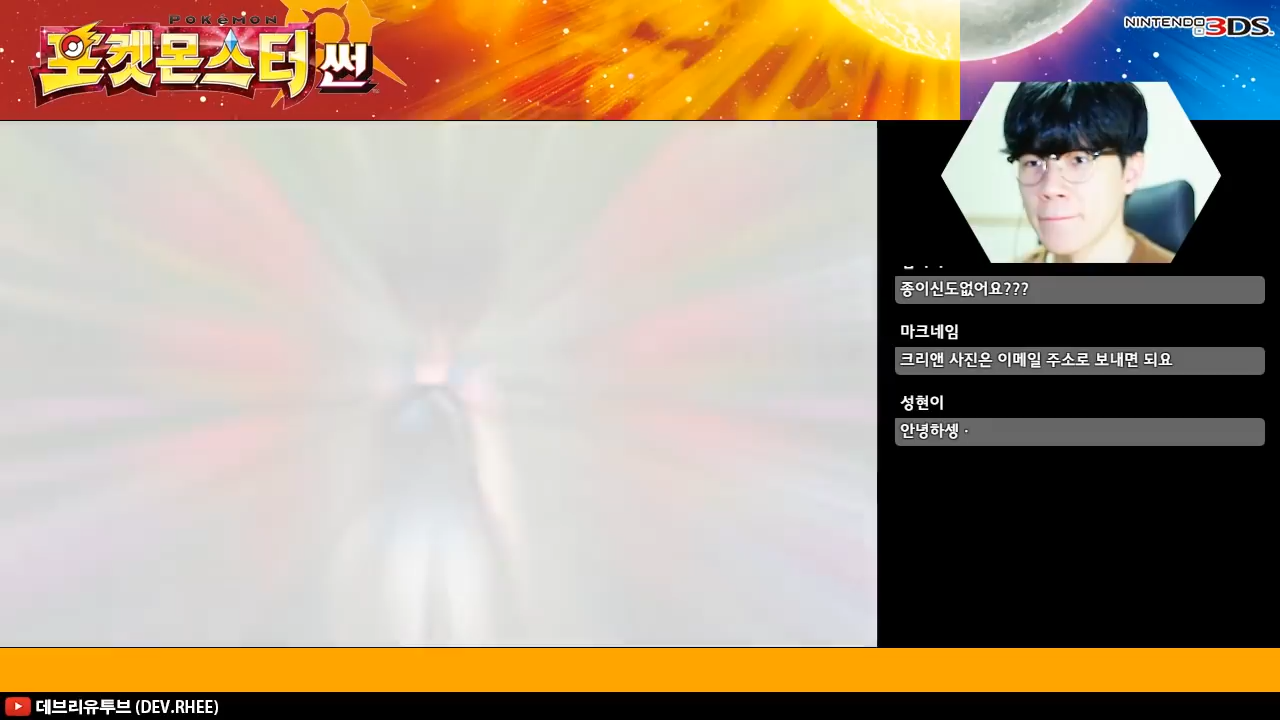 POKéMON
포켓몬스터 썬
NINTENDO 3DS
종이신도없어요???
마크네임
크리앤 사진은 이메일 주소로 보내면 되요
성현이
안녕하셍 ·
데브리유투브 (DEV.RHEE)